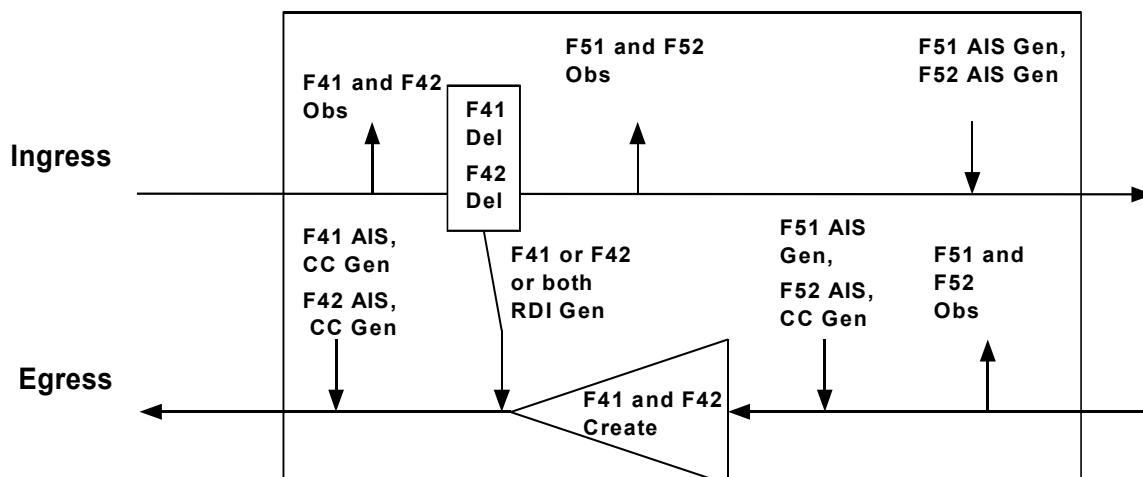 F51 and F52
Obs
F51 AIS Gen,
F52 AIS Gen
F41 and F42
Obs
F41
Del
F42
Del
Ingress
F41 AIS,
CC Gen
F42 AIS,
CC Gen
F41 or F42
or both
RDI Gen
F51 AIS
Gen,
F52 AIS,
CC Gen
F51 and
F52
Obs
Egress
F41 and F42
Create